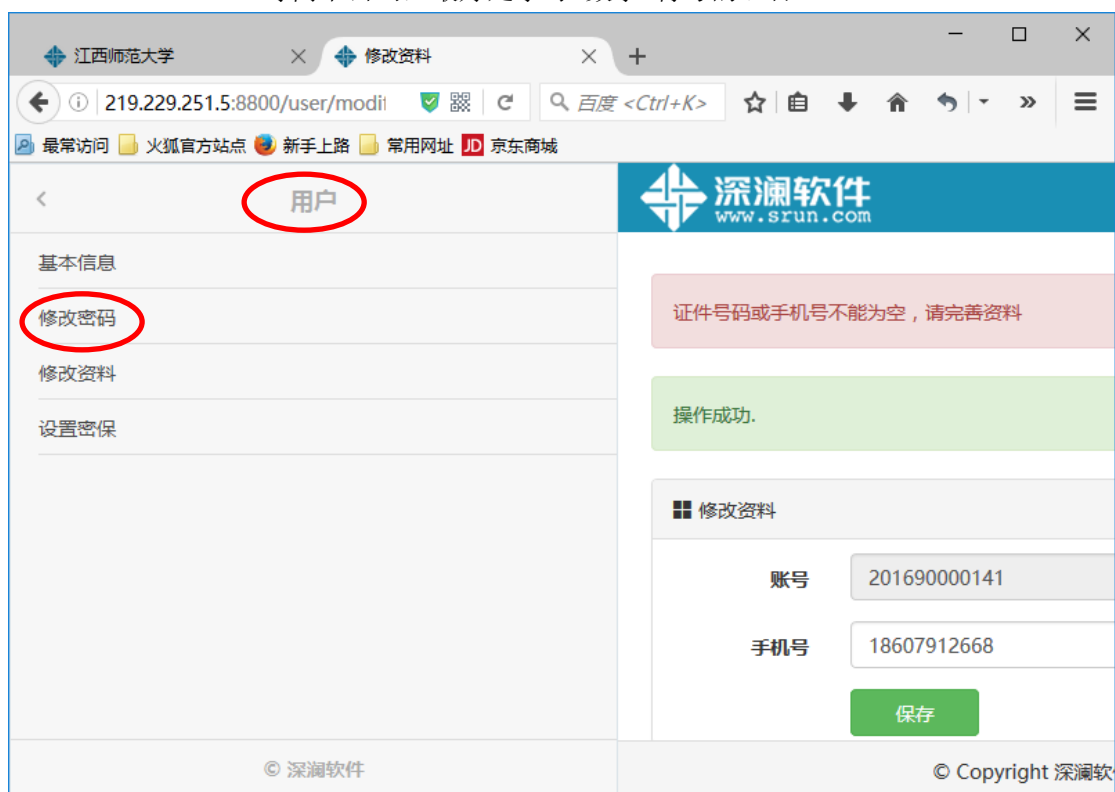 江西师范大学
修改资料
219.229.251.5:8800/user/modif
百度 <Ctrl+K>
最常访问 火狐官方站点 新手上路 常用网址 JD 京东商城
用户
基本信息
修改密码
修改资料
设置密保
© 深澜软件
深澜软件
www.srun.com
证件号码或手机号不能为空，请完善资料
操作成功.
修改资料
账号 201690000141
手机号 18607912668
保存
© Copyright 深澜软